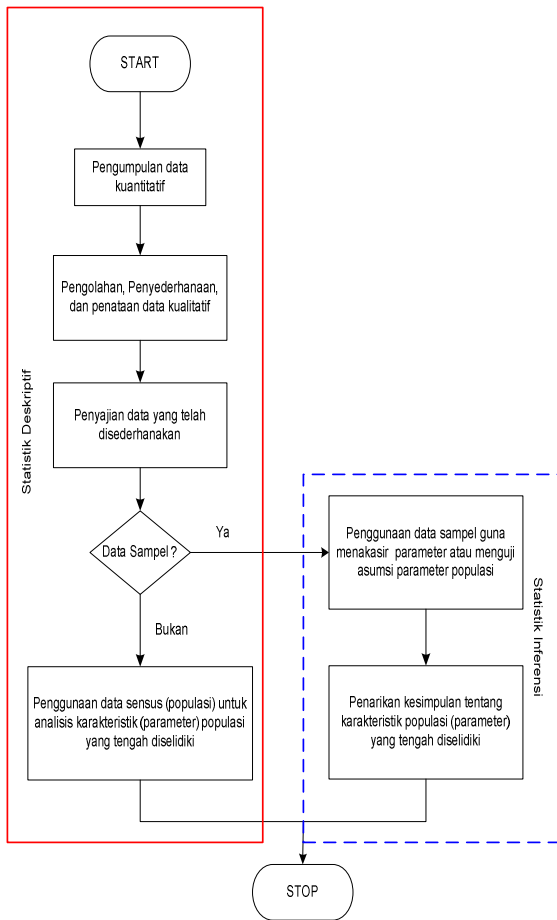 START
Pengumpulan data
kuantitatif
Pengolahan, Penyederhanaan,
dan penataan data kualitatif
Penyajian data yang telah
disederhanakan
Data Sampel?
Ya
Bukan
Penggunaan data sensus (populasi) untuk
analisis karakteristik (parameter) populasi
yang tengah diselidiki
Statistik Deskriptif
Penggunaan data sampel guna
menakasir parameter atau menguji
asumsi parameter populasi
Penarikan kesimpulan tentang
karakteristik populasi (parameter)
yang tengah diselidiki
Statistik Inferensi
STOP